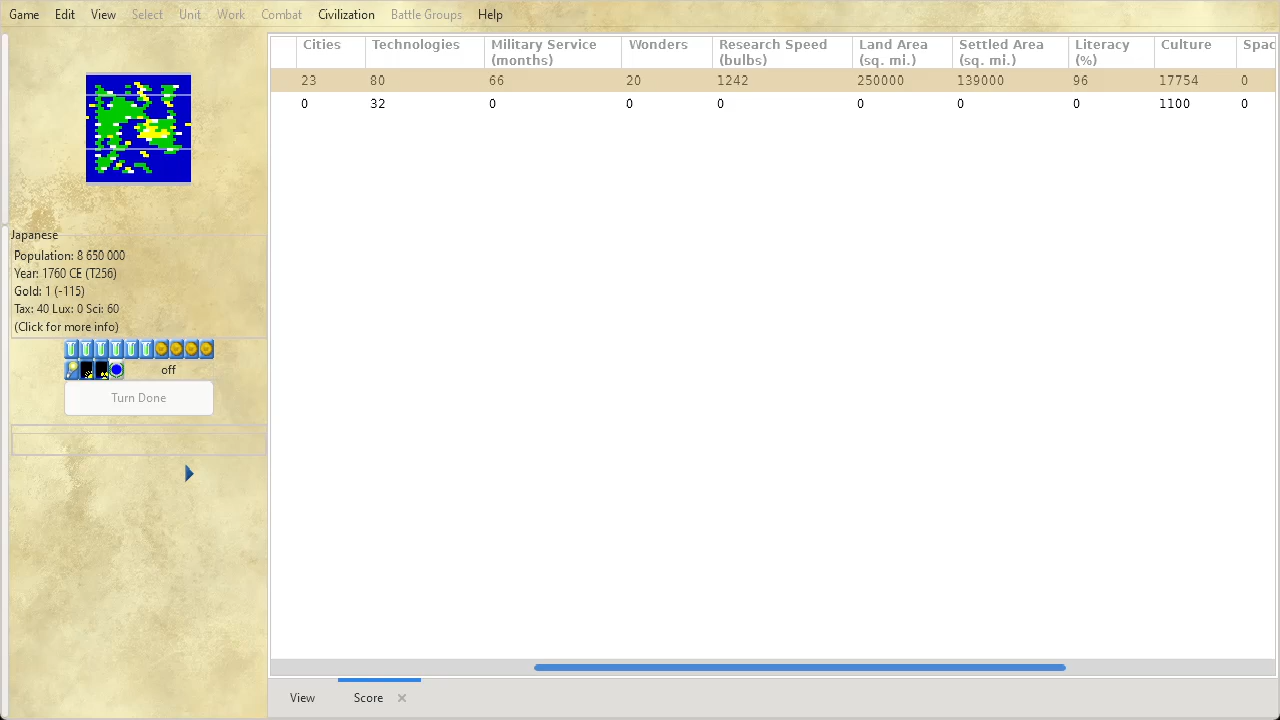 Game Edit View Select Unit Work Combat Civilization Battle Groups Help
Cities Technologies Military Service (months) Wonders Research Speed (bulbs) Land Area (sq. mi.) Settled Area (sq. mi.) Literacy (%) Culture Spac
23 80 66 20 1242 250000 139000 96 17754 0
0 32 0 0 0 0 0 0 1100 0
Japanese
Population: 8 650 000
Year: 1760 CE (T256)
Gold: 1 (-115)
Tax: 40 Lux: 0 Sci: 60
(Click for more info)
off
Turn Done
View Score